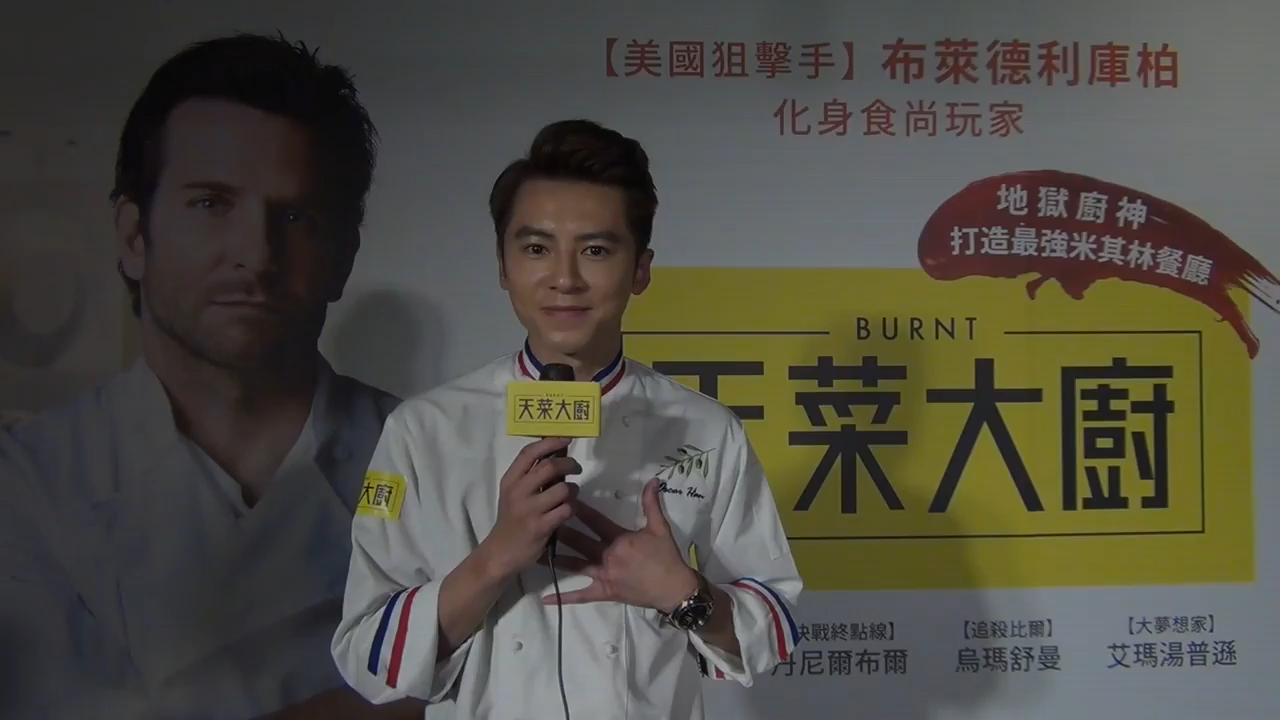 【美國狙擊手】布萊德利庫柏
化身食尚玩家
地獄廚神
打造最強米其林餐廳
BURNT
天菜大廚
天菜大廚
大廚
決戰終點線】
丹尼爾布爾
【追殺比爾】
烏瑪舒曼
【大夢想家】
艾瑪湯普遜